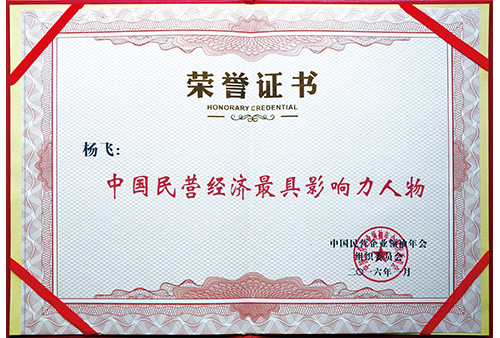 荣誉证书
HONORARY CREDENTIAL
杨飞:
中国民营经济最具影响力人物
中国民营企业领袖年会
组织委员会
二〇一六年 月